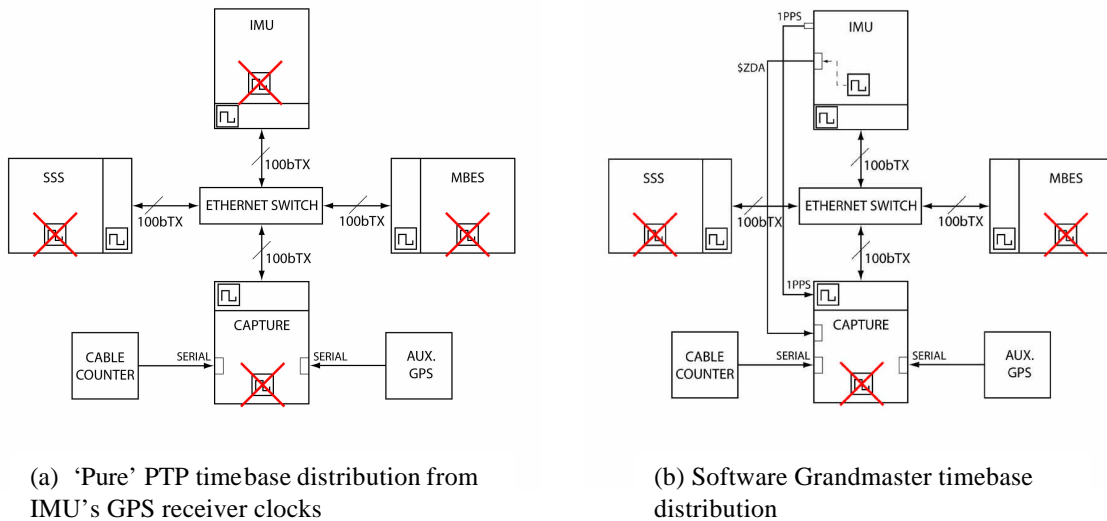 IMU
100bTX
SSS
100bTX
ETHERNET SWITCH
100bTX
MBES
100bTX
CAPTURE
CABLE
COUNTER
SERIAL
SERIAL
AUX.
GPS
(a) ‘Pure’ PTP timebase distribution from
IMU’s GPS receiver clocks
1PPS
IMU
$ZDA
100bTX
SSS
100bTX
ETHERNET SWITCH
100bTX
MBES
100bTX
1PPS
CAPTURE
CABLE
COUNTER
SERIAL
SERIAL
AUX.
GPS
(b) Software Grandmaster timebase
distribution